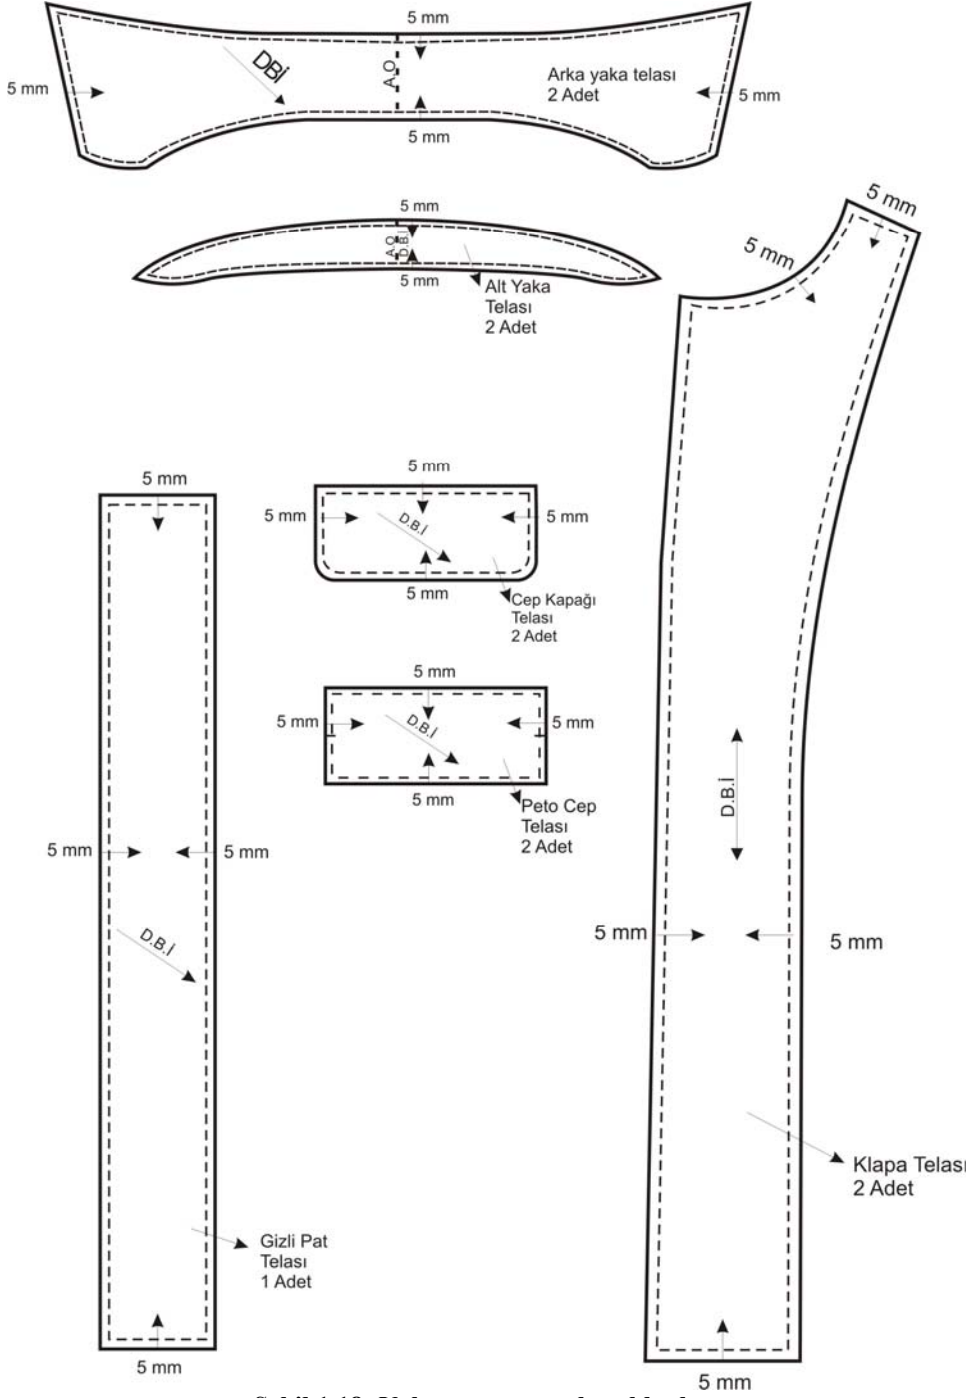 5 mm
DBİ
A.O
Arka yaka telası
2 Adet
5 mm
5 mm
5 mm
5 mm
A.O
D.B.İ
5 mm
Alt Yaka
Telası
2 Adet
5 mm
5 mm
5 mm
5 mm
5 mm
D.B.İ
5 mm
5 mm
Cep Kapağı
Telası
2 Adet
5 mm
5 mm
D.B.İ
5 mm
5 mm
Peto Cep
Telası
2 Adet
D.B.İ
5 mm
5 mm
D.B.İ
5 mm
5 mm
Klapa Telası
2 Adet
Gizli Pat
Telası
1 Adet
5 mm
5 mm